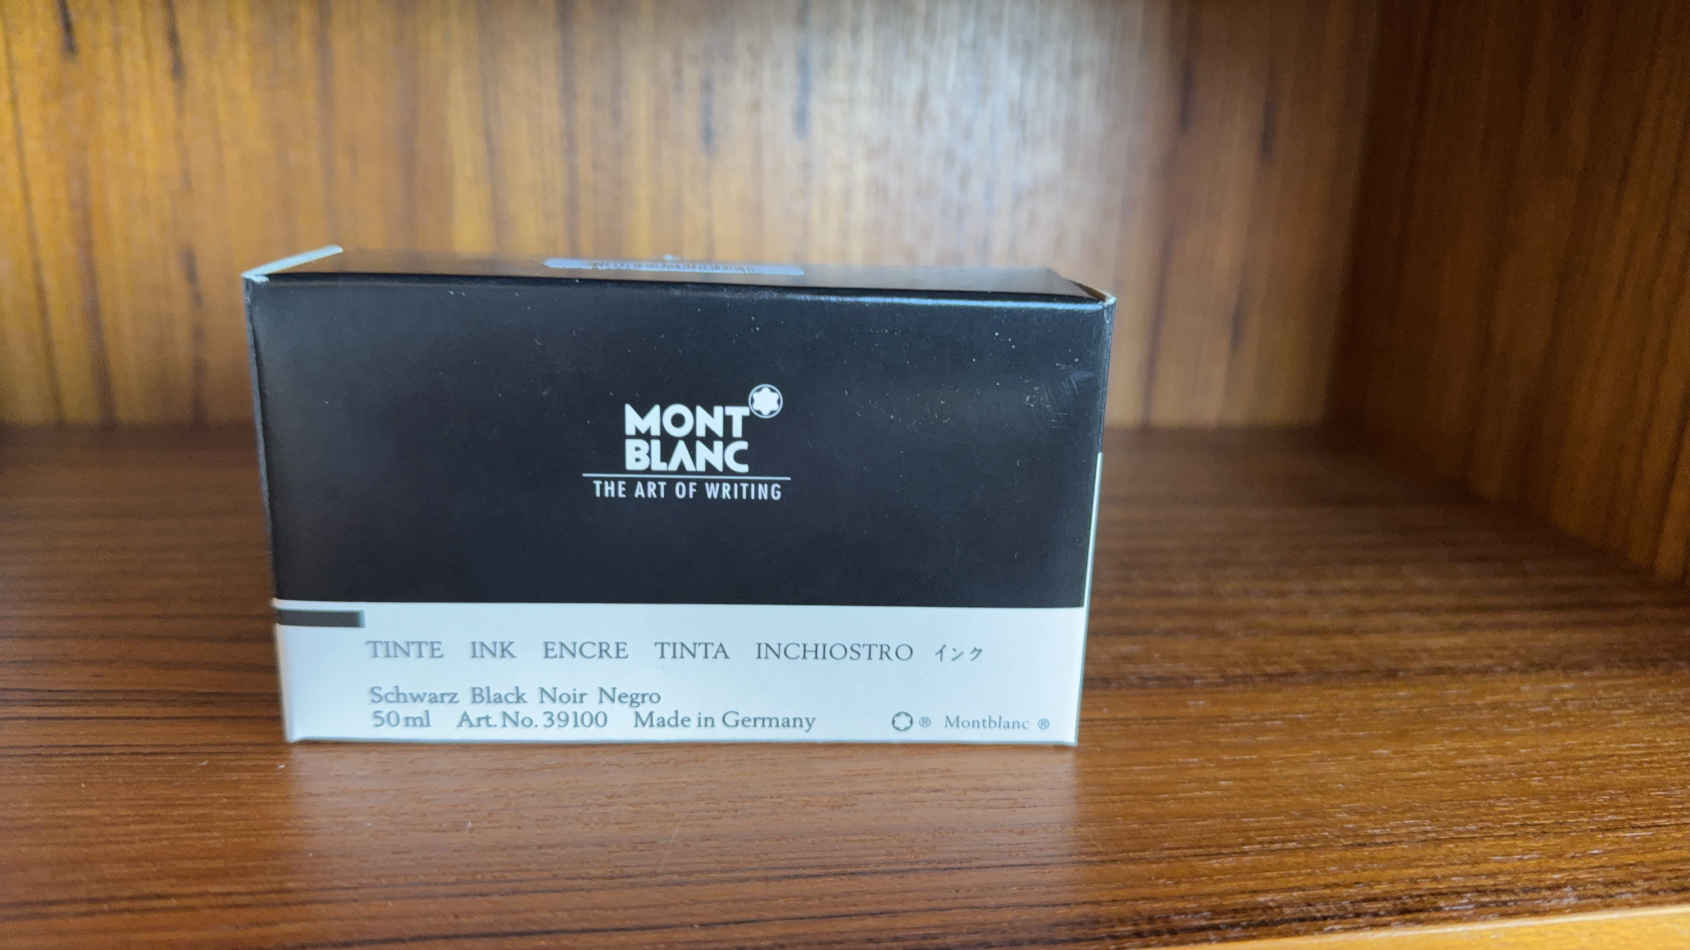 MONT
BLANC
THE ART OF WRITING
TINTE INK ENCRE TINTA INCHIOSTRO インク
Schwarz Black Noir Negro
50 ml Art. No. 39100 Made in Germany ® Montblanc ®